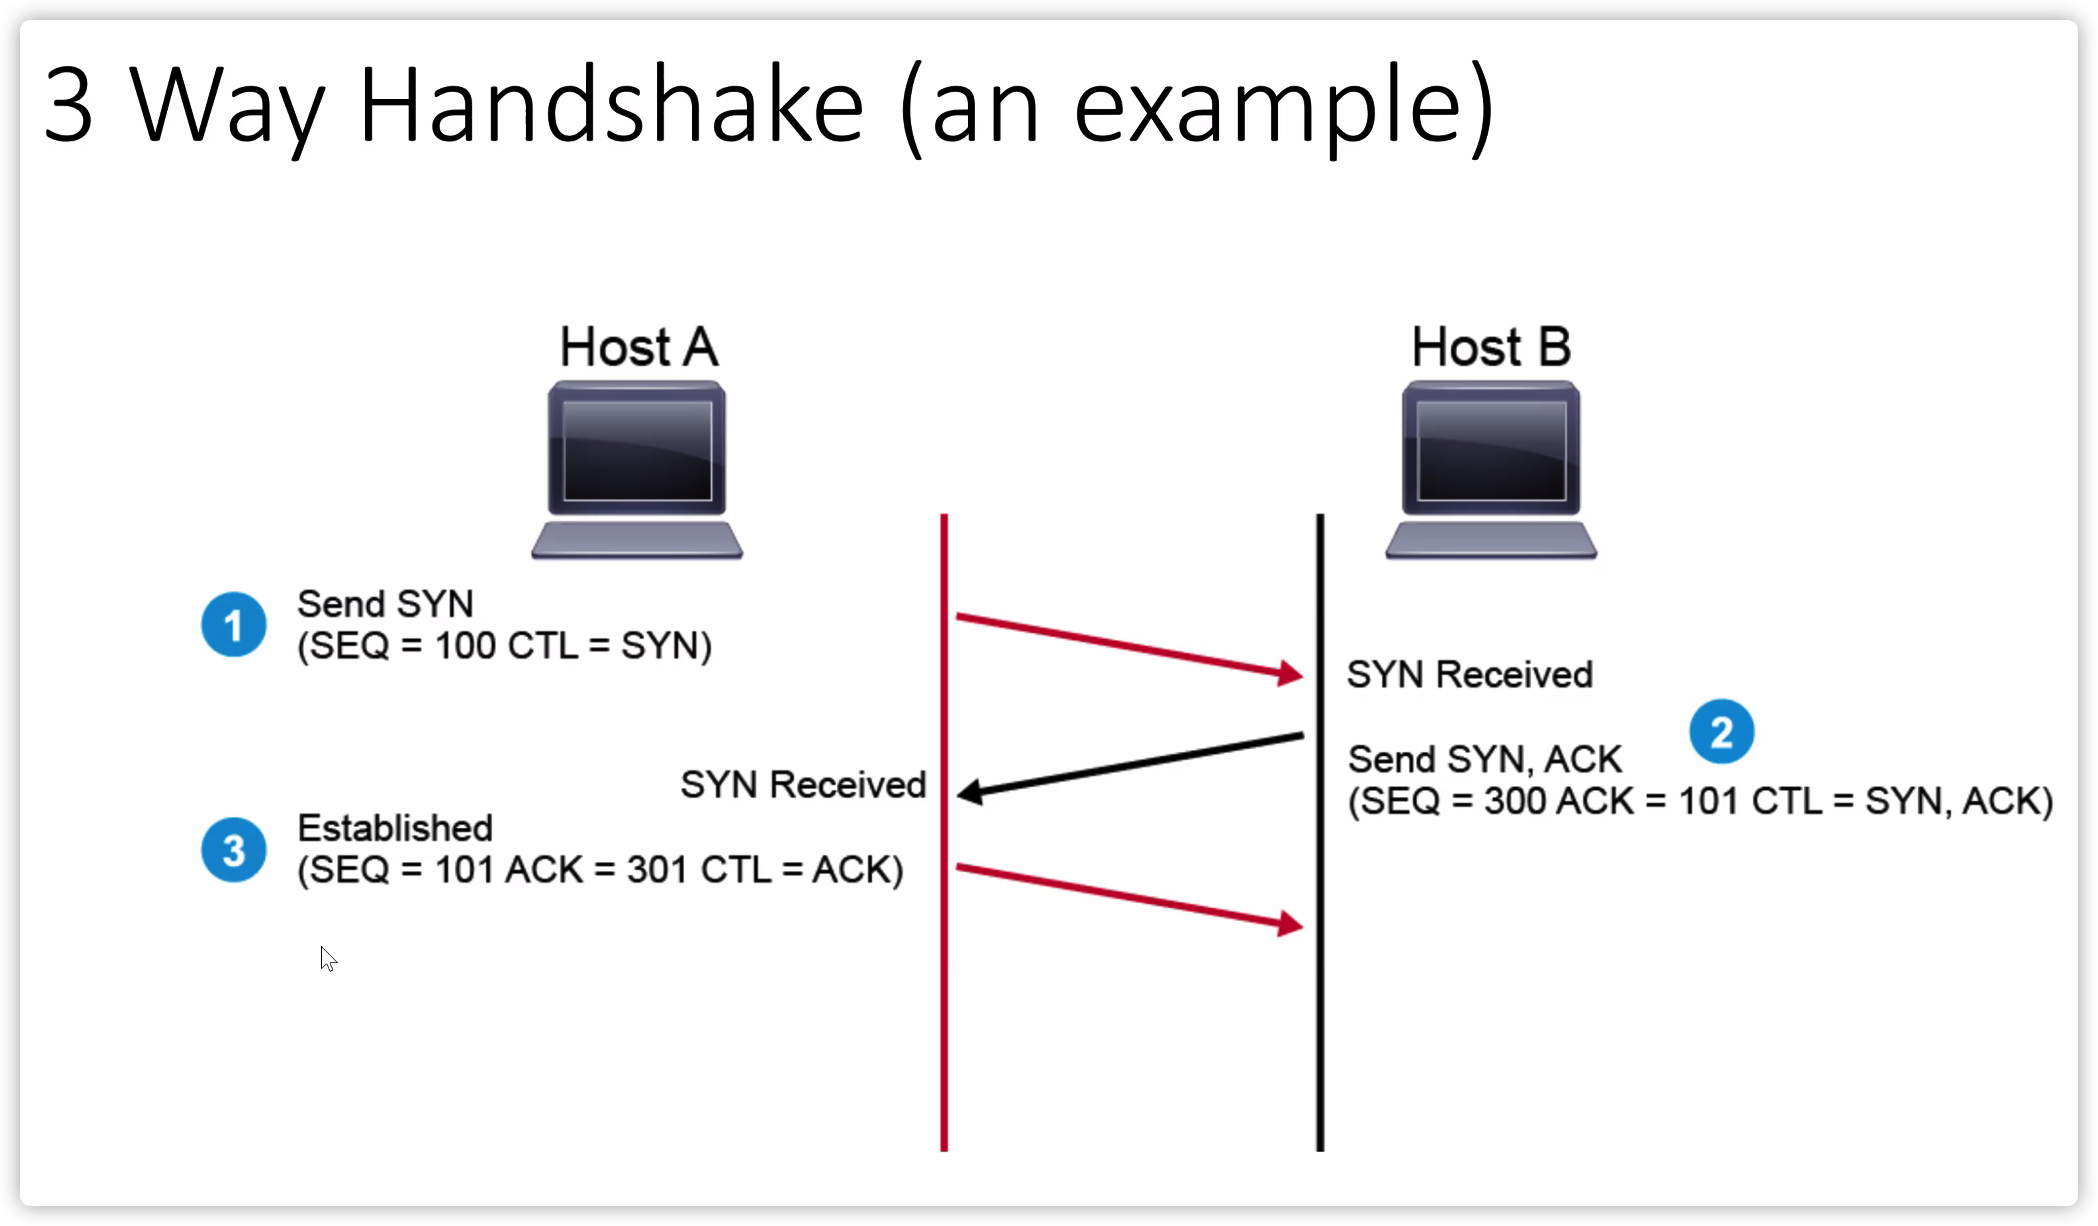 3 Way Handshake (an example)
Host A
Host B
1
Send SYN
(SEQ = 100 CTL = SYN)
SYN Received
2
Send SYN, ACK
(SEQ = 300 ACK = 101 CTL = SYN, ACK)
SYN Received
3
Established
(SEQ = 101 ACK = 301 CTL = ACK)